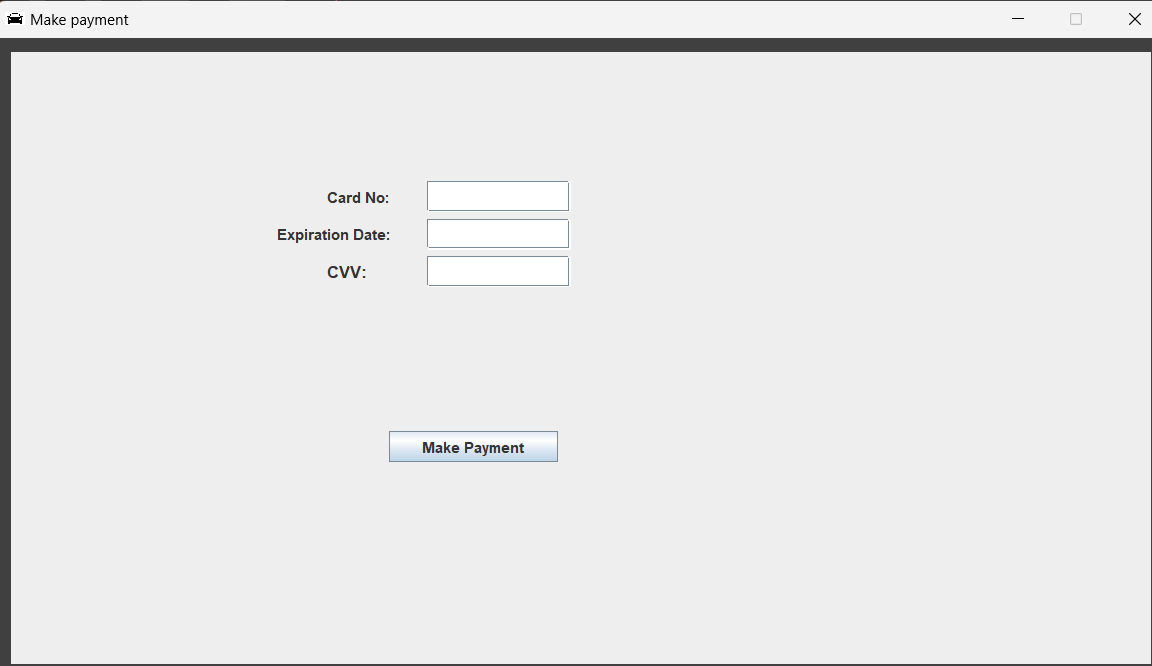 Make payment
Card No:
Expiration Date:
CVV:
Make Payment